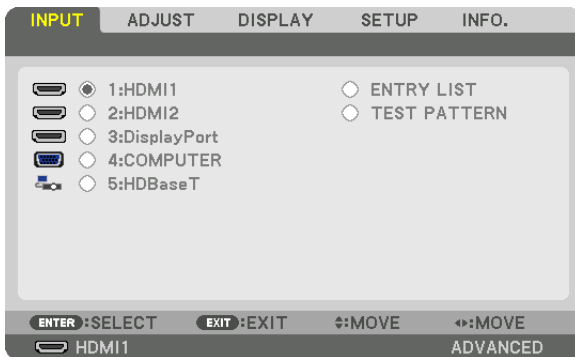 INPUT ADJUST DISPLAY SETUP INFO.
1:HDMI1 ENTRY LIST
2:HDMI2 TEST PATTERN
3:DisplayPort
4:COMPUTER
5:HDBaseT
ENTER :SELECT EXIT :EXIT :MOVE :MOVE
HDMI1 ADVANCED